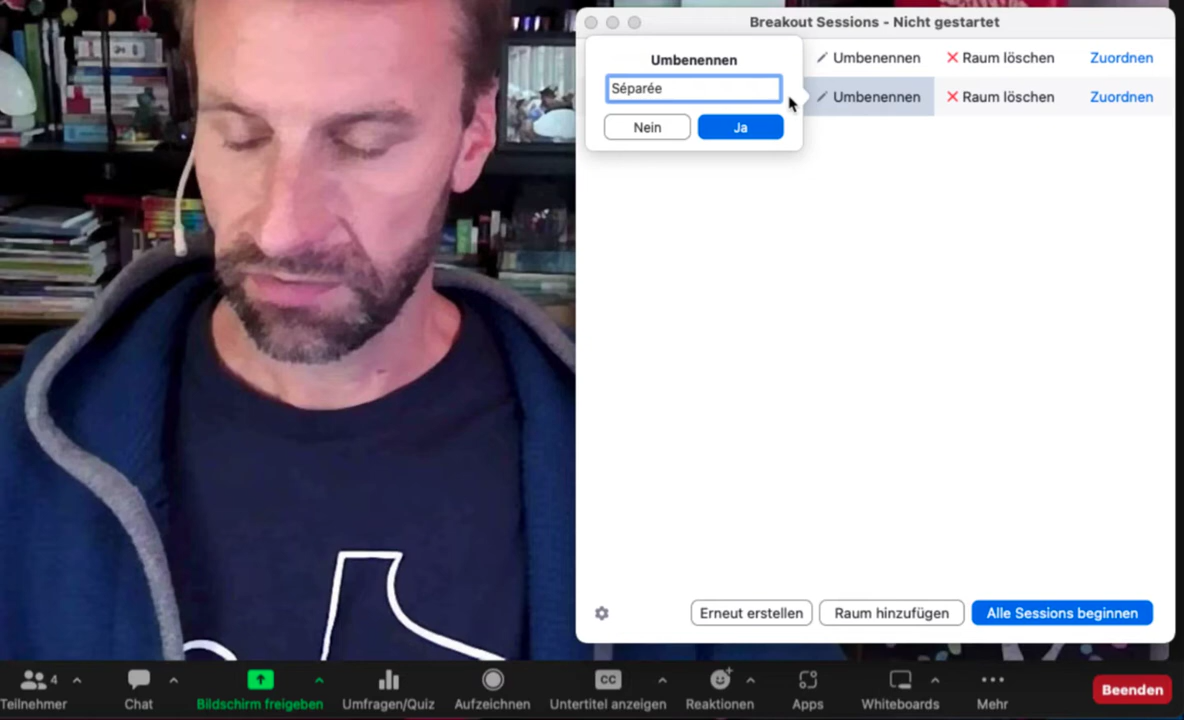 Breakout Sessions - Nicht gestartet
Umbenennen
Séparée
Nein
Ja
Umbenennen
Raum löschen
Zuordnen
Umbenennen
Raum löschen
Zuordnen
Erneut erstellen
Raum hinzufügen
Alle Sessions beginnen
4
Teilnehmer
Chat
Bildschirm freigeben
Umfragen/Quiz
Aufzeichnen
CC
Untertitel anzeigen
Reaktionen
Apps
Whiteboards
Mehr
Beenden